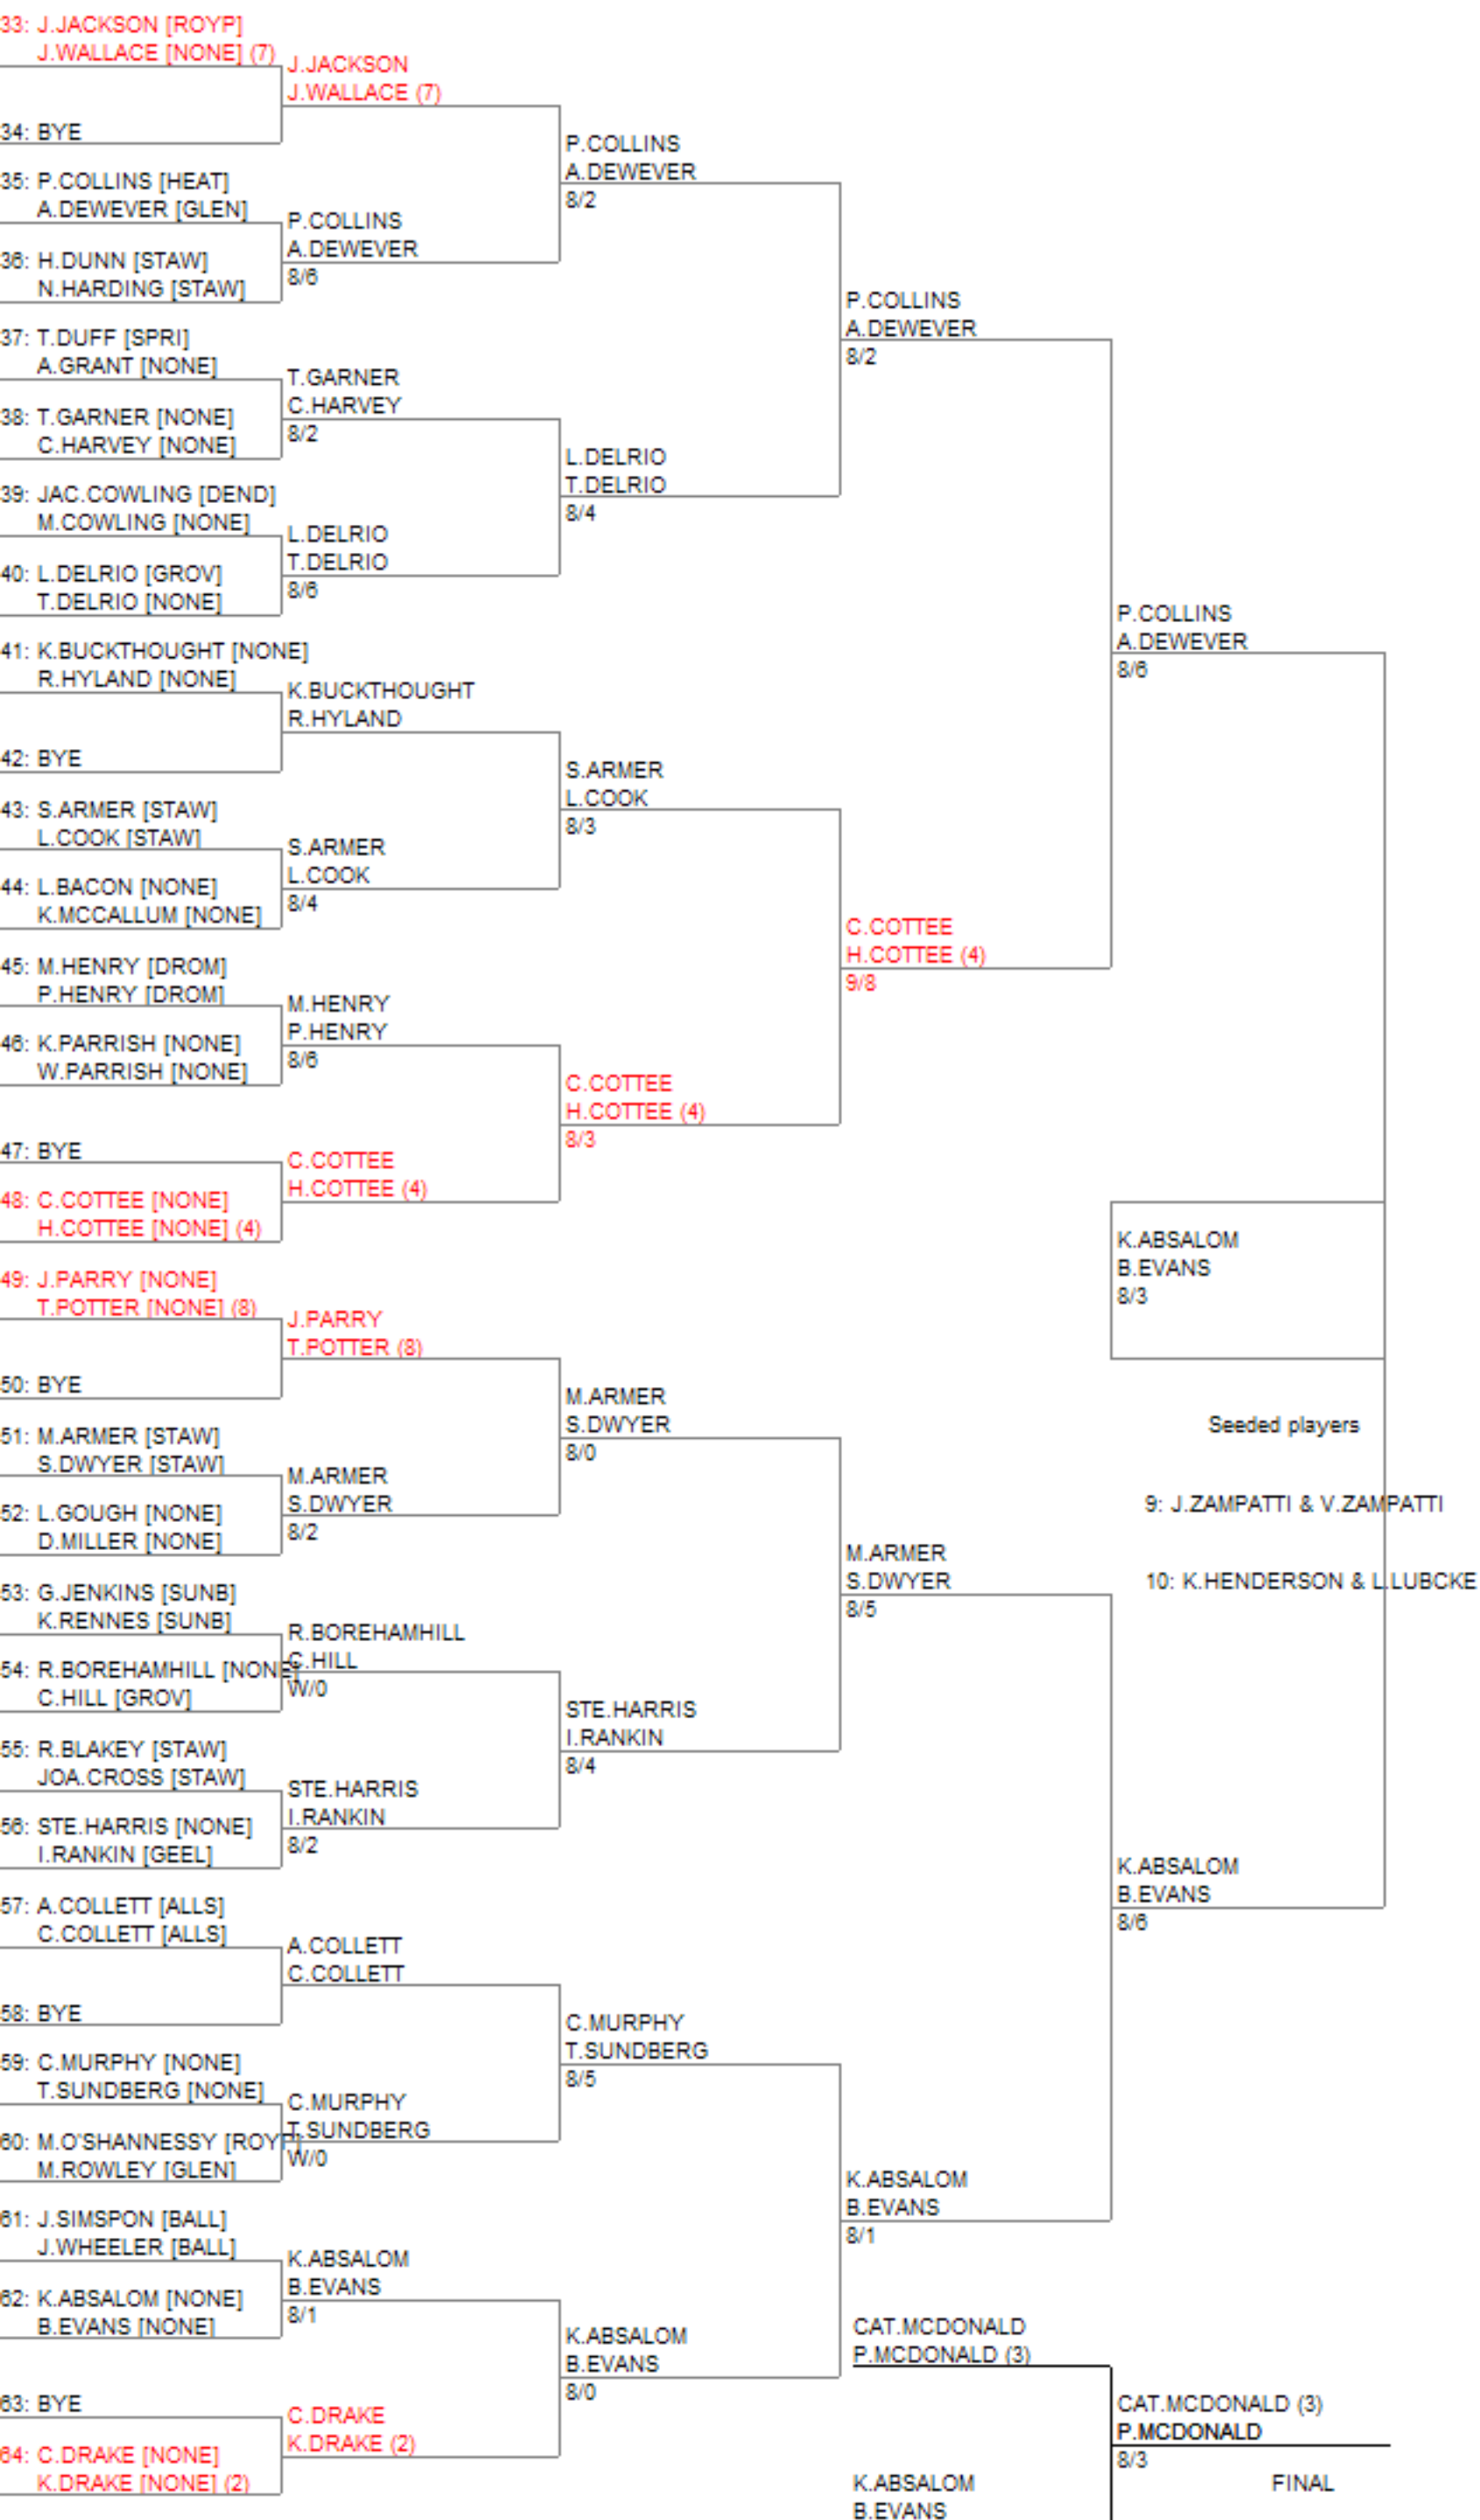 33: J.JACKSON [ROYP]
J.WALLACE [NONE] (7)
34: BYE
35: P.COLLINS [HEAT]
A.DEWEVER [GLEN]
36: H.DUNN [STAW]
N.HARDING [STAW]
37: T.DUFF [SPRI]
A.GRANT [NONE]
38: T.GARNER [NONE]
C.HARVEY [NONE]
39: JAC.COWLING [DEND]
M.COWLING [NONE]
40: L.DELRIO [GROV]
T.DELRIO [NONE]
41: K.BUCKTHOUGHT [NONE]
R.HYLAND [NONE]
42: BYE
43: S.ARMER [STAW]
L.COOK [STAW]
44: L.BACON [NONE]
K.MCCALLUM [NONE]
45: M.HENRY [DROM]
P.HENRY [DROM]
46: K.PARRISH [NONE]
W.PARRISH [NONE]
47: BYE
48: C.COTTEE [NONE]
H.COTTEE [NONE] (4)
49: J.PARRY [NONE]
T.POTTER [NONE] (8)
50: BYE
51: M.ARMER [STAW]
S.DWYER [STAW]
52: L.GOUGH [NONE]
D.MILLER [NONE]
53: G.JENKINS [SUNB]
K.RENNES [SUNB]
54: R.BOREHAMHILL [NONE]
C.HILL [GROV]
55: R.BLAKEY [STAW]
JOA.CROSS [STAW]
56: STE.HARRIS [NONE]
I.RANKIN [GEEL]
57: A.COLLETT [ALLS]
C.COLLETT [ALLS]
58: BYE
59: C.MURPHY [NONE]
T.SUNDBERG [NONE]
60: M.O'SHANNESSY [ROYP]
M.ROWLEY [GLEN]
61: J.SIMSPON [BALL]
J.WHEELER [BALL]
62: K.ABSALOM [NONE]
B.EVANS [NONE]
63: BYE
64: C.DRAKE [NONE]
K.DRAKE [NONE] (2)
J.JACKSON
J.WALLACE (7)
P.COLLINS
A.DEWEVER
8/6
T.GARNER
C.HARVEY
8/2
L.DELRIO
T.DELRIO
8/6
K.BUCKTHOUGHT
R.HYLAND
S.ARMER
L.COOK
8/4
M.HENRY
P.HENRY
8/6
C.COTTEE
H.COTTEE (4)
J.PARRY
T.POTTER (8)
M.ARMER
S.DWYER
8/2
R.BOREHAMHILL
C.HILL
W/0
STE.HARRIS
I.RANKIN
8/2
A.COLLETT
C.COLLETT
C.MURPHY
T.SUNDBERG
W/0
K.ABSALOM
B.EVANS
8/1
C.DRAKE
K.DRAKE (2)
P.COLLINS
A.DEWEVER
8/2
L.DELRIO
T.DELRIO
8/4
S.ARMER
L.COOK
8/3
C.COTTEE
H.COTTEE (4)
8/3
M.ARMER
S.DWYER
8/0
STE.HARRIS
I.RANKIN
8/4
C.MURPHY
T.SUNDBERG
8/5
K.ABSALOM
B.EVANS
8/0
P.COLLINS
A.DEWEVER
8/2
C.COTTEE
H.COTTEE (4)
9/8
M.ARMER
S.DWYER
8/5
K.ABSALOM
B.EVANS
8/1
P.COLLINS
A.DEWEVER
8/6
K.ABSALOM
B.EVANS
8/3
Seeded players
9: J.ZAMPATTI & V.ZAMPATTI
10: K.HENDERSON & L.LUBCKE
K.ABSALOM
B.EVANS
8/6
CAT.MCDONALD
P.MCDONALD (3)
K.ABSALOM
B.EVANS
CAT.MCDONALD (3)
P.MCDONALD
8/3
FINAL